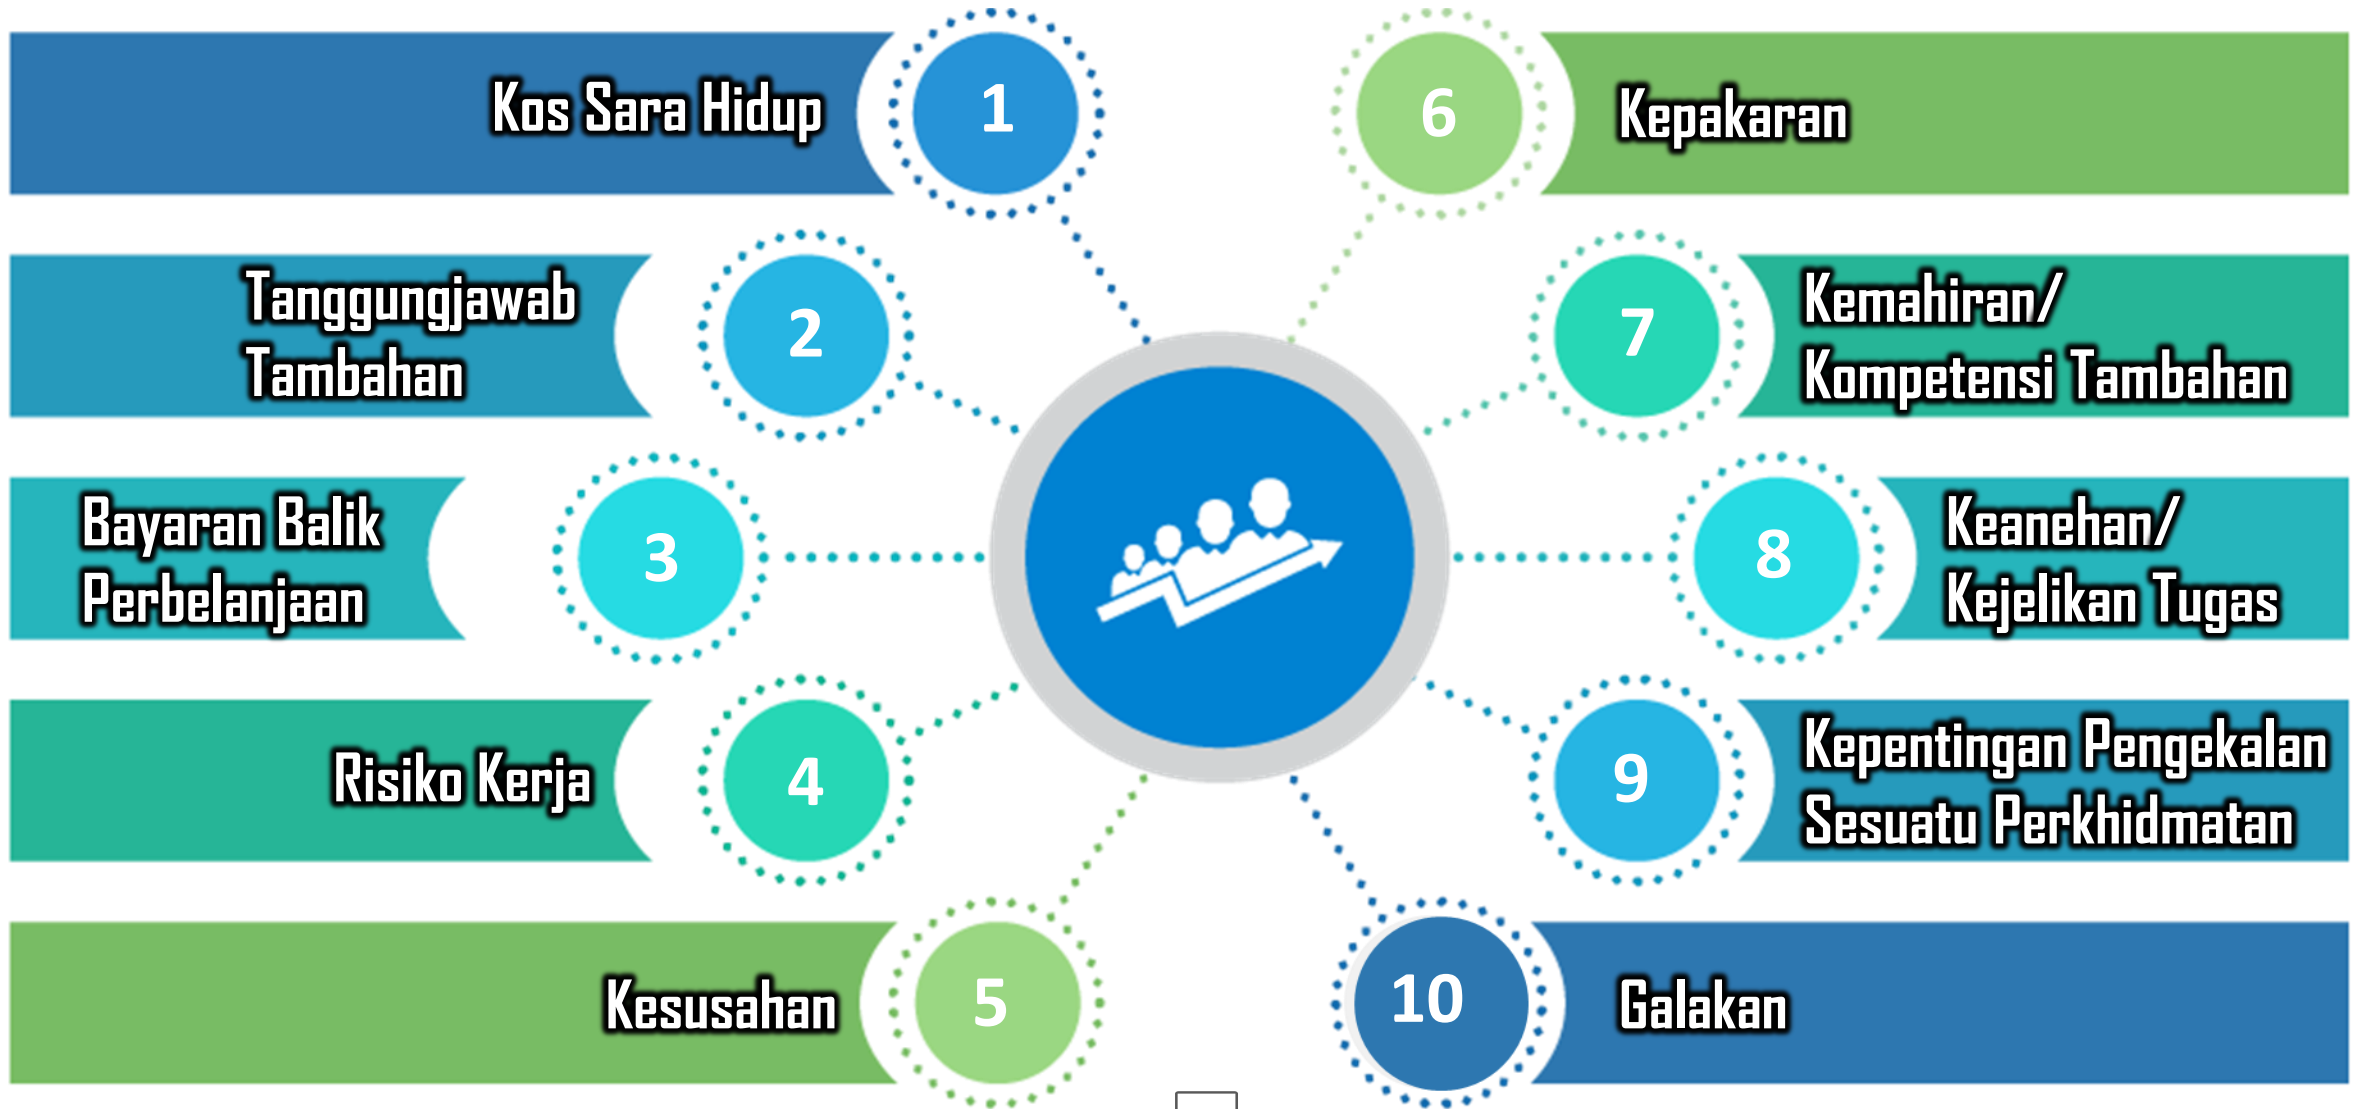 1
Kos Sara Hidup
2
Tanggungjawab
Tambahan
3
Bayaran Balik
Perbelanjaan
4
Risiko Kerja
5
Kesusahan
6
Kepakaran
7
Kemahiran/
Kompetensi Tambahan
8
Keanehan/
Kejelikan Tugas
9
Kepentingan Pengekalan
Sesuatu Perkhidmatan
10
Galakan